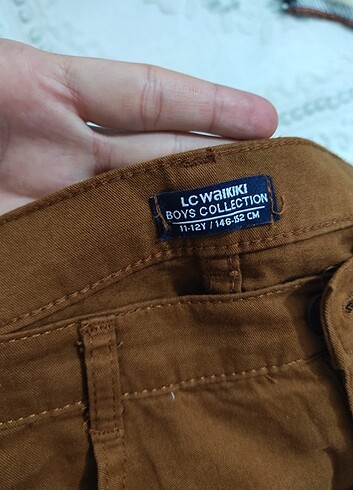 LC WAIKIKI
BOYS COLLECTION
11-12Y / 146-152 CM